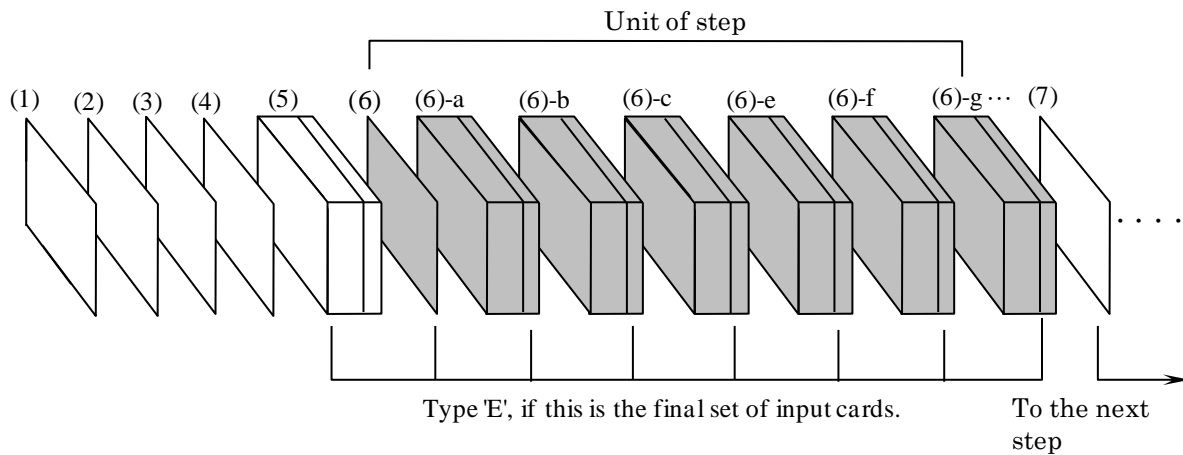 Unit of step
(1) (2) (3) (4) (5) (6) (6)-a (6)-b (6)-c (6)-e (6)-f (6)-g ··· (7)
· · · ·
Type 'E', if this is the final set of input cards.
To the next
step